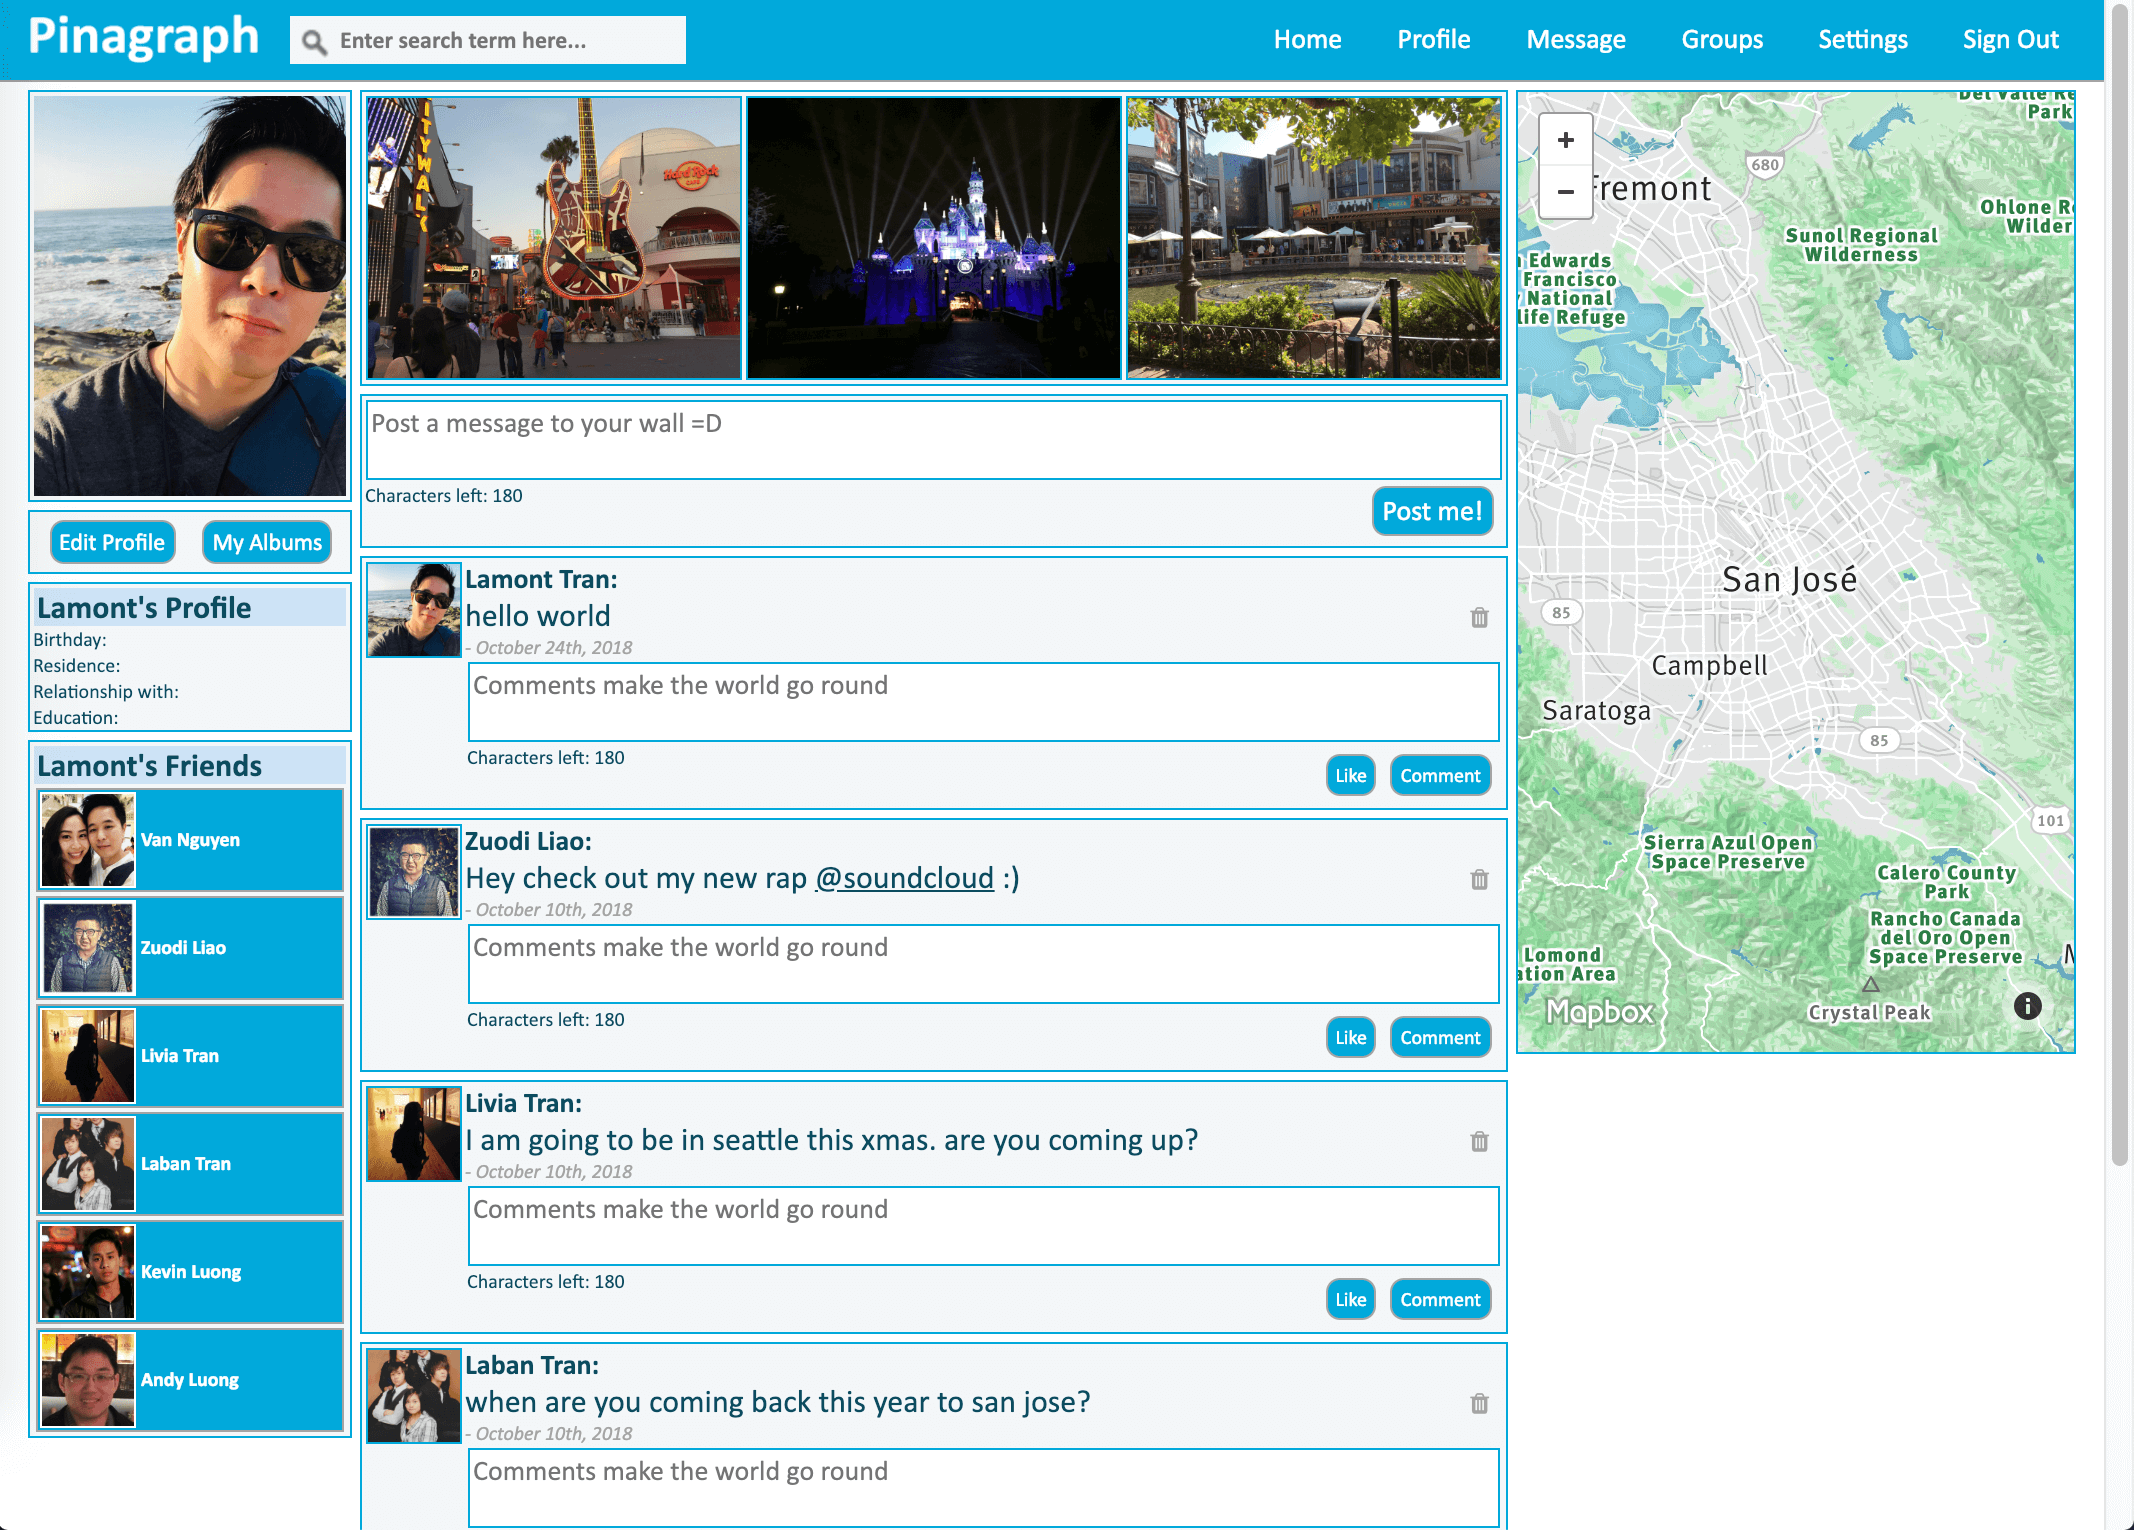 Pinagraph
Enter search term here...
Home
Profile
Message
Groups
Settings
Sign Out
Edit Profile
My Albums
Lamont's Profile
Birthday:
Residence:
Relationship with:
Education:
Lamont's Friends
Van Nguyen
Zuodi Liao
Livia Tran
Laban Tran
Kevin Luong
Andy Luong
Hard Rock
CAFE
Post a message to your wall =D
Characters left: 180
Post me!
Lamont Tran:
hello world
- October 24th, 2018
Comments make the world go round
Characters left: 180
Like
Comment
Zuodi Liao:
Hey check out my new rap @soundcloud :)
- October 10th, 2018
Comments make the world go round
Characters left: 180
Like
Comment
Livia Tran:
I am going to be in seattle this xmas. are you coming up?
- October 10th, 2018
Comments make the world go round
Characters left: 180
Like
Comment
Laban Tran:
when are you coming back this year to san jose?
- October 10th, 2018
Comments make the world go round
+
−
Del Valle Re
Park
680
Fremont
Ohlone R
Wilder
Sunol Regional
Wilderness
Edwards
Francisco
National
life Refuge
San José
85
Campbell
Saratoga
85
101
Sierra Azul Open
Space Preserve
Calero County
Park
Rancho Canada
del Oro Open
Space Preserve
Lomond
ation Area
Mapbox
Crystal Peak
i